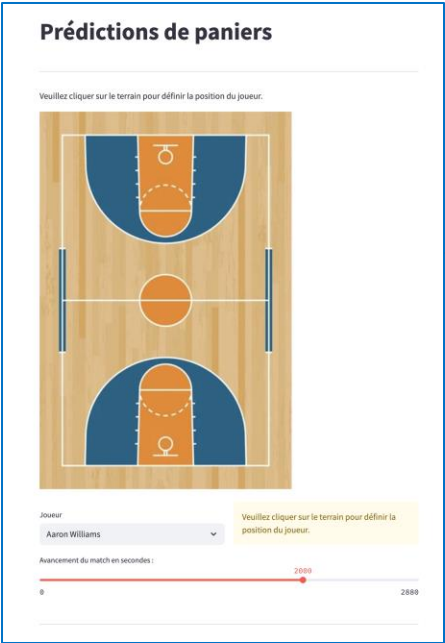 Prédictions de paniers
Veuillez cliquer sur le terrain pour définir la position du joueur.
Joueur
Aaron Williams
Veuillez cliquer sur le terrain pour définir la
position du joueur.
Avancement du match en secondes :
2000
0
2880